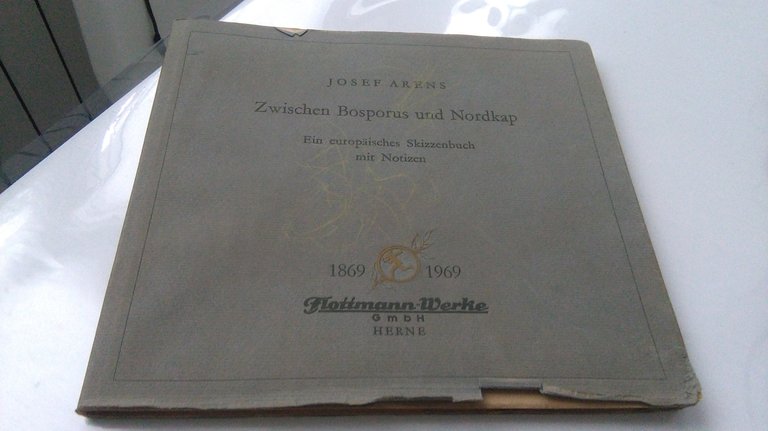 JOSEF ARENS
Zwischen Bosporus und Nordkap
Ein europäisches Skizzenbuch
mit Notizen
1869 1969
Flottmann-Werke
GmbH
HERNE